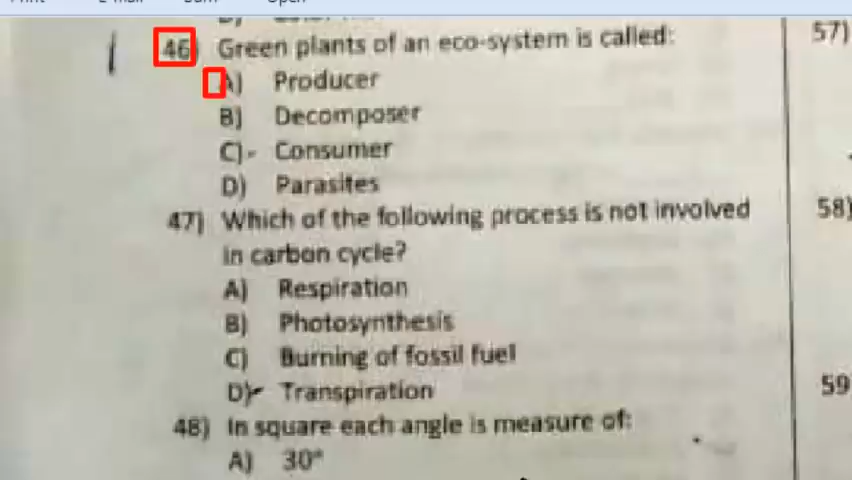 46) Green plants of an eco-system is called:
A) Producer
B) Decomposer
C) Consumer
D) Parasites
47) Which of the following process is not involved
in carbon cycle?
A) Respiration
B) Photosynthesis
C) Burning of fossil fuel
D) Transpiration
48) In square each angle is measure of:
A) 30°
57)
58)
59